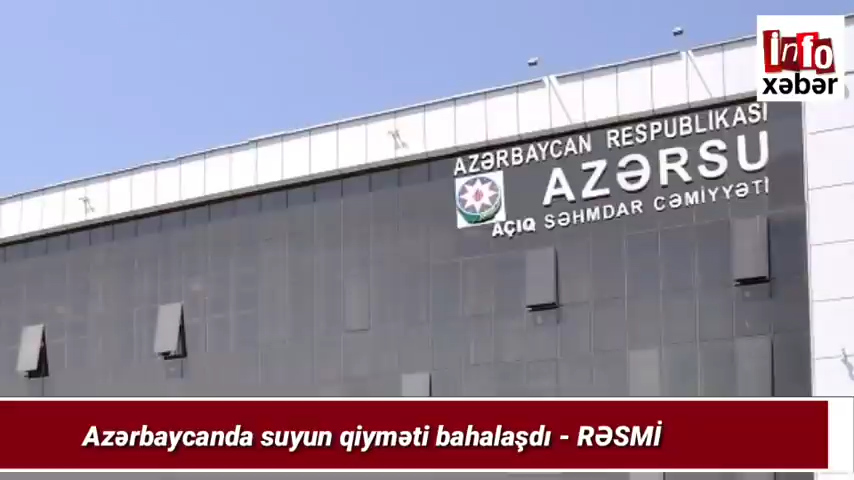 info
xəbər
AZƏRBAYCAN RESPUBLİKASI
AZƏRSU
AÇIQ SƏHMDAR CƏMİYYƏTİ
Azərbaycanda suyun qiyməti bahalaşdı - RƏSMİ